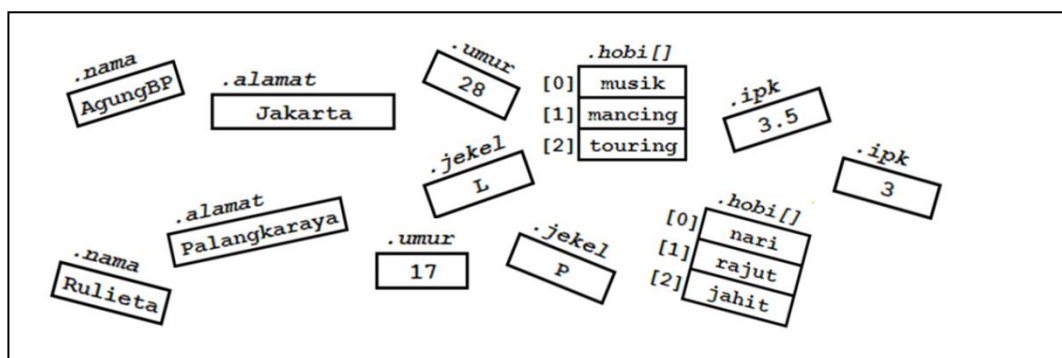 .nama
AgungBP
.alamat
Jakarta
.umur
28
.hobi[]
[0] musik
[1] mancing
[2] touring
.ipk
3.5
.jekel
L
.ipk
3
.alamat
Palangkaraya
.nama
Rulieta
.umur
17
.jekel
P
.hobi[]
[0] nari
[1] rajut
[2] jahit